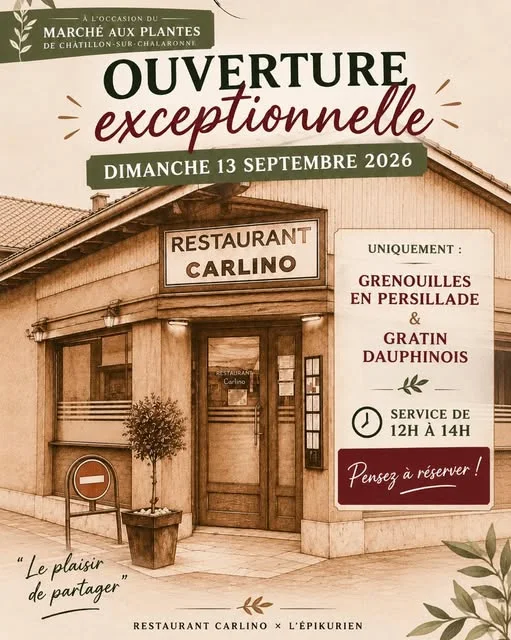 À L'OCCASION DU
MARCHÉ AUX PLANTES
DE CHÂTILLON-SUR-CHALARONNE
OUVERTURE
exceptionnelle
DIMANCHE 13 SEPTEMBRE 2026
RESTAURANT
CARLINO
UNIQUEMENT :
GRENOUILLES
EN PERSILLADE
&
GRATIN
DAUPHINOIS
SERVICE DE
12H À 14H
Pensez à réserver !
RESTAURANT
Carlino
"Le plaisir
de partager"
RESTAURANT CARLINO × L'ÉPIKURIEN